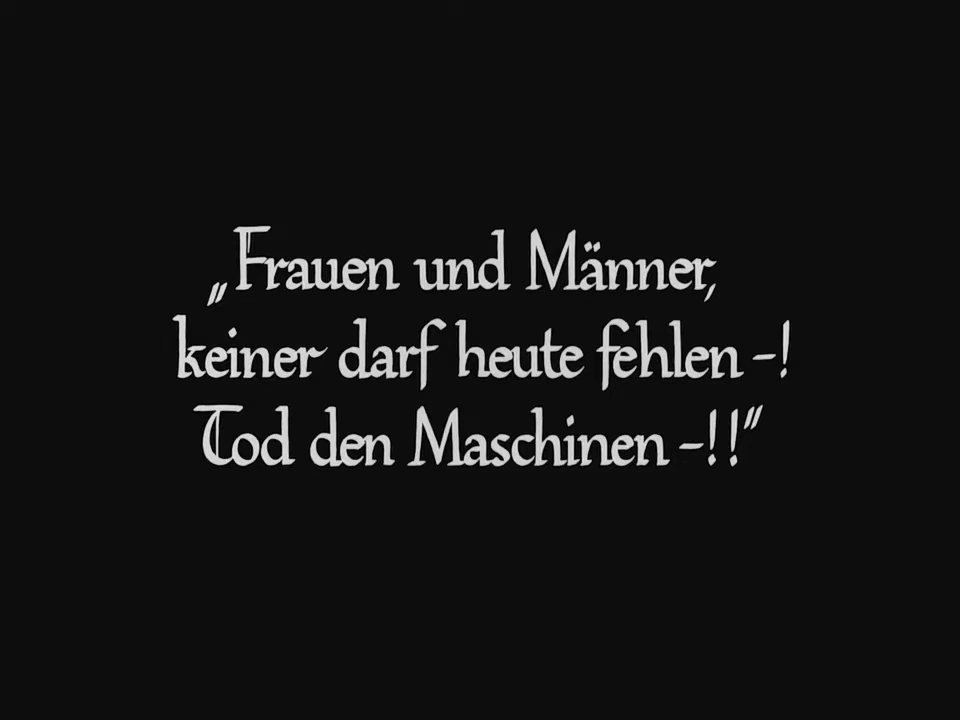 „Frauen und Männer,
keiner darf heute fehlen -!
Tod den Maschinen -!!"